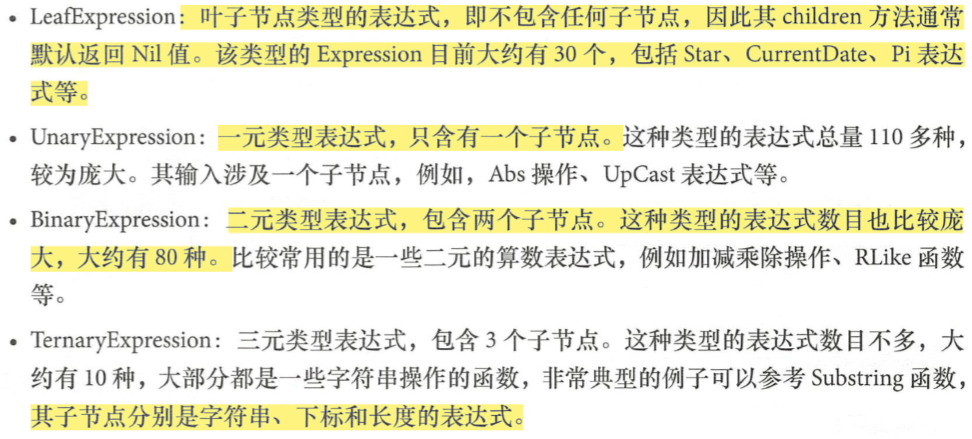 • LeafExpression：叶子节点类型的表达式，即不包含任何子节点，因此其 children 方法通常
默认返回 Nil 值。该类型的 Expression 目前大约有 30 个，包括 Star、CurrentDate、Pi 表达
式等。
• UnaryExpression：一元类型表达式，只含有一个子节点。这种类型的表达式总量 110 多种，
较为庞大。其输入涉及一个子节点，例如，Abs 操作、UpCast 表达式等。
• BinaryExpression：二元类型表达式，包含两个子节点。这种类型的表达式数目也比较庞
大，大约有 80 种。比较常用的是一些二元的算数表达式，例如加减乘除操作、RLike 函数
等。
• TernaryExpression：三元类型表达式，包含 3 个子节点。这种类型的表达式数目不多，大
约有 10 种，大部分都是一些字符串操作的函数，非常典型的例子可以参考 Substring 函数，
其子节点分别是字符串、下标和长度的表达式。